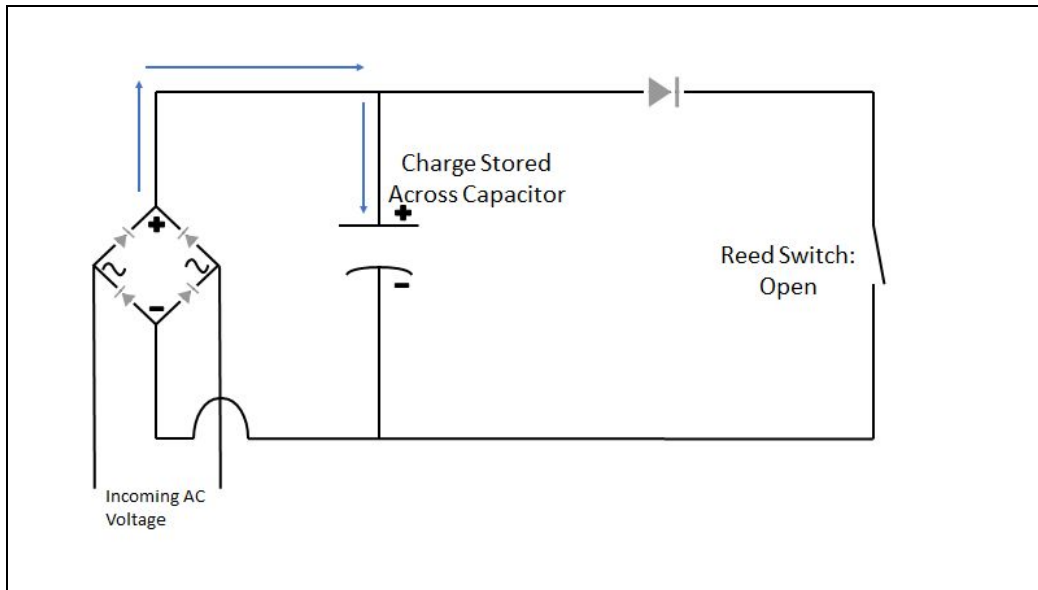 Charge Stored
Across Capacitor
+
-
Reed Switch:
Open
+
~ ~
-
Incoming AC
Voltage